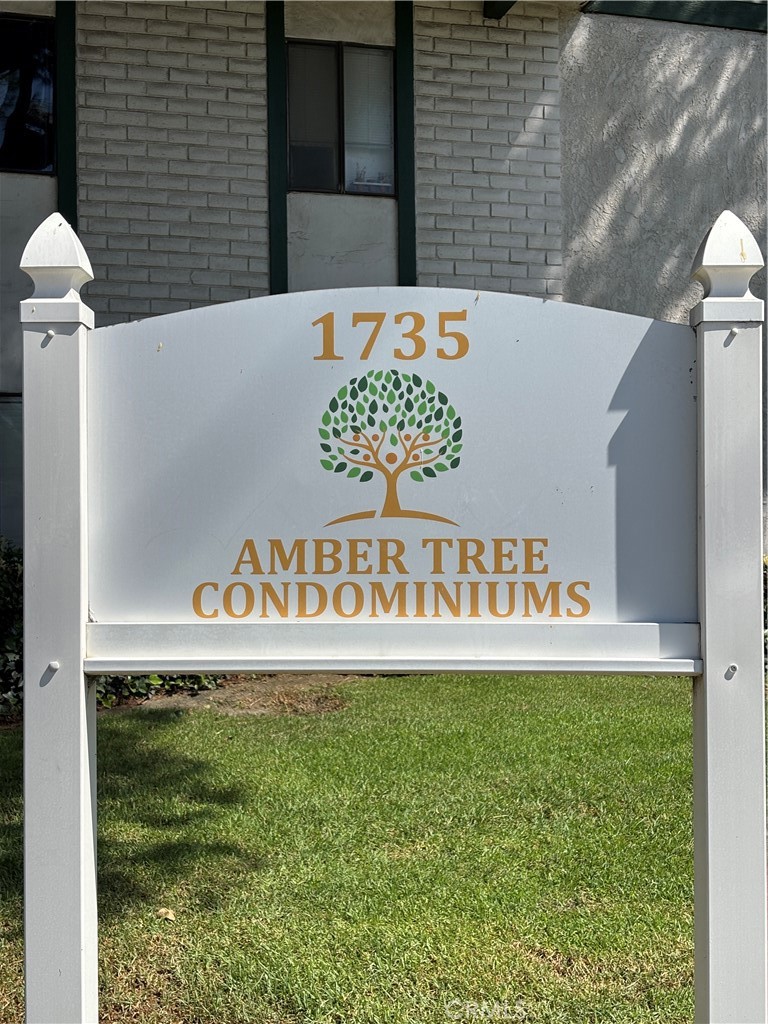 1735
AMBER TREE
CONDOMINIUMS
CRMLS